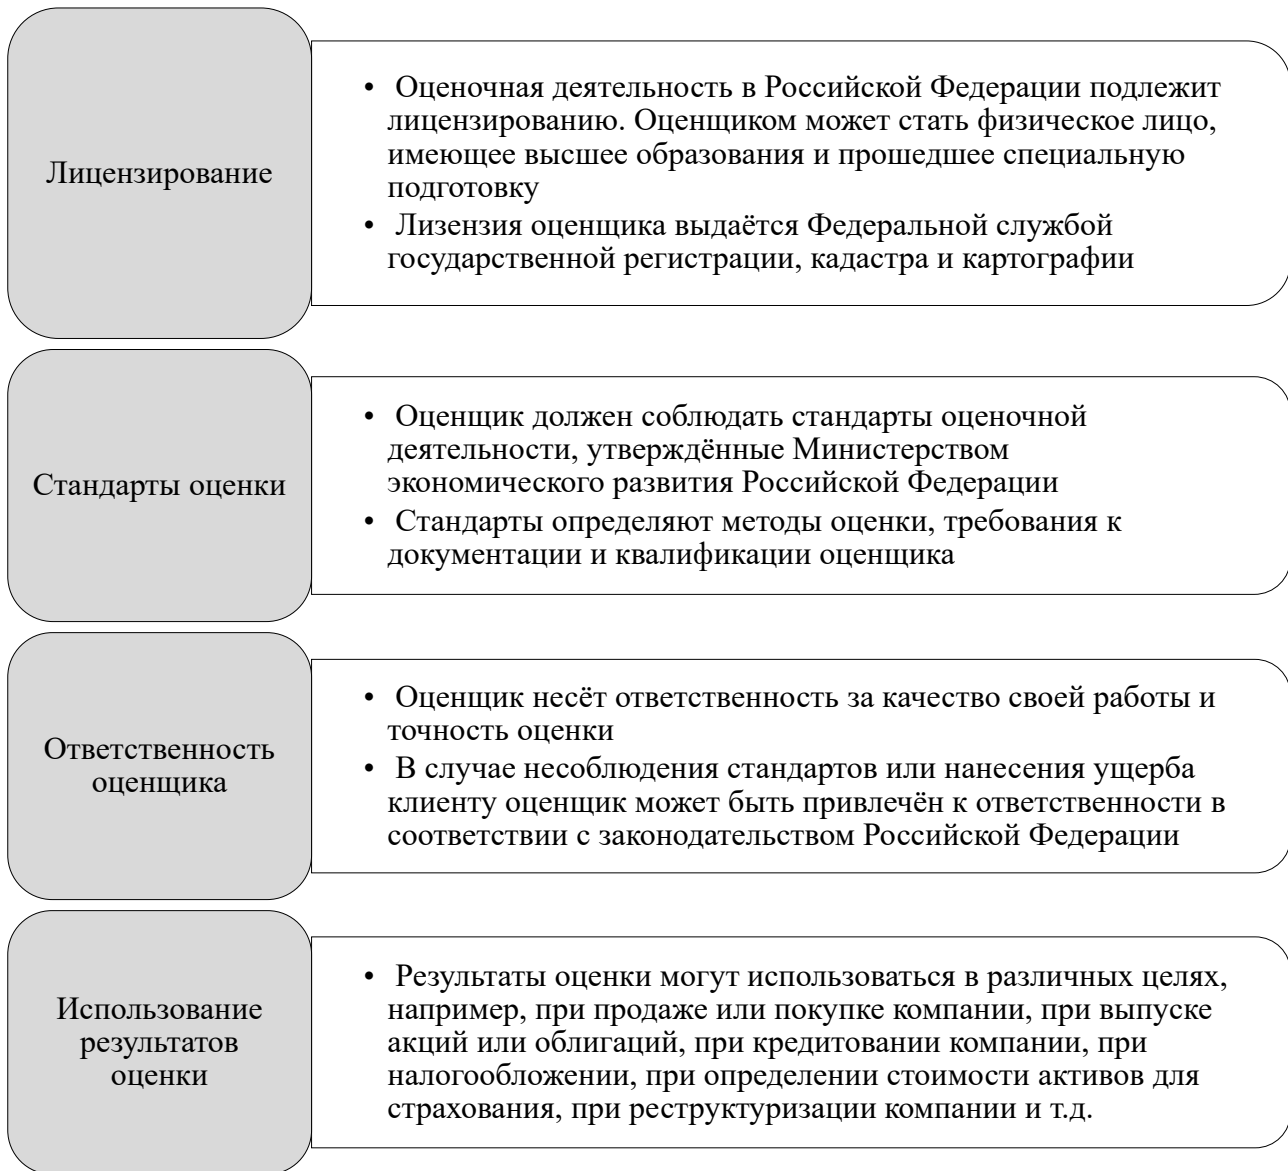 Лицензирование
• Оценочная деятельность в Российской Федерации подлежит
лицензированию. Оценщиком может стать физическое лицо,
имеющее высшее образования и прошедшее специальную
подготовку
• Лизензия оценщика выдаётся Федеральной службой
государственной регистрации, кадастра и картографии
Стандарты оценки
• Оценщик должен соблюдать стандарты оценочной
деятельности, утверждённые Министерством
экономического развития Российской Федерации
• Стандарты определяют методы оценки, требования к
документации и квалификации оценщика
Ответственность
оценщика
• Оценщик несёт ответственность за качество своей работы и
точность оценки
• В случае несоблюдения стандартов или нанесения ущерба
клиенту оценщик может быть привлечён к ответственности в
соответствии с законодательством Российской Федерации
Использование
результатов
оценки
• Результаты оценки могут использоваться в различных целях,
например, при продаже или покупке компании, при выпуске
акций или облигаций, при кредитовании компании, при
налогообложении, при определении стоимости активов для
страхования, при реструктуризации компании и т.д.